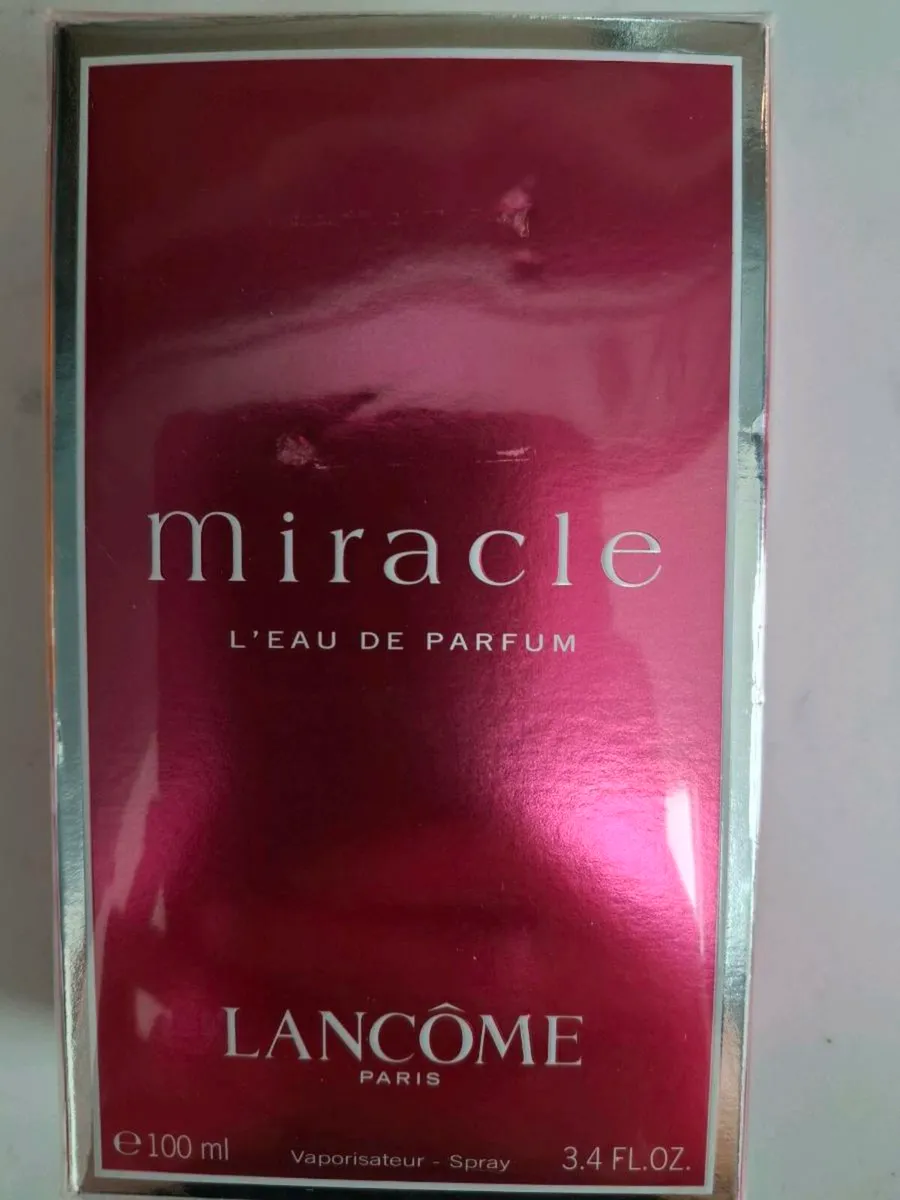 miracle
L'EAU DE PARFUM
LANCÔME
PARIS
℮ 100 ml Vaporisateur - Spray 3.4 FL.OZ.